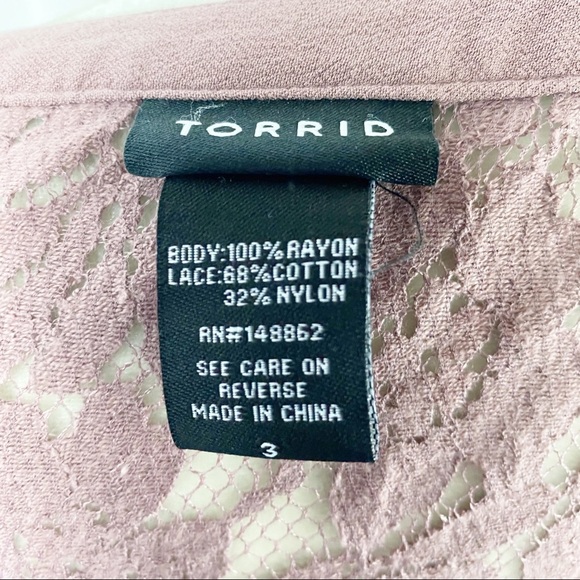 TORRID
BODY:100%RAYON
LACE:68%COTTON
32% NYLON
RN#148862
SEE CARE ON
REVERSE
MADE IN CHINA
3